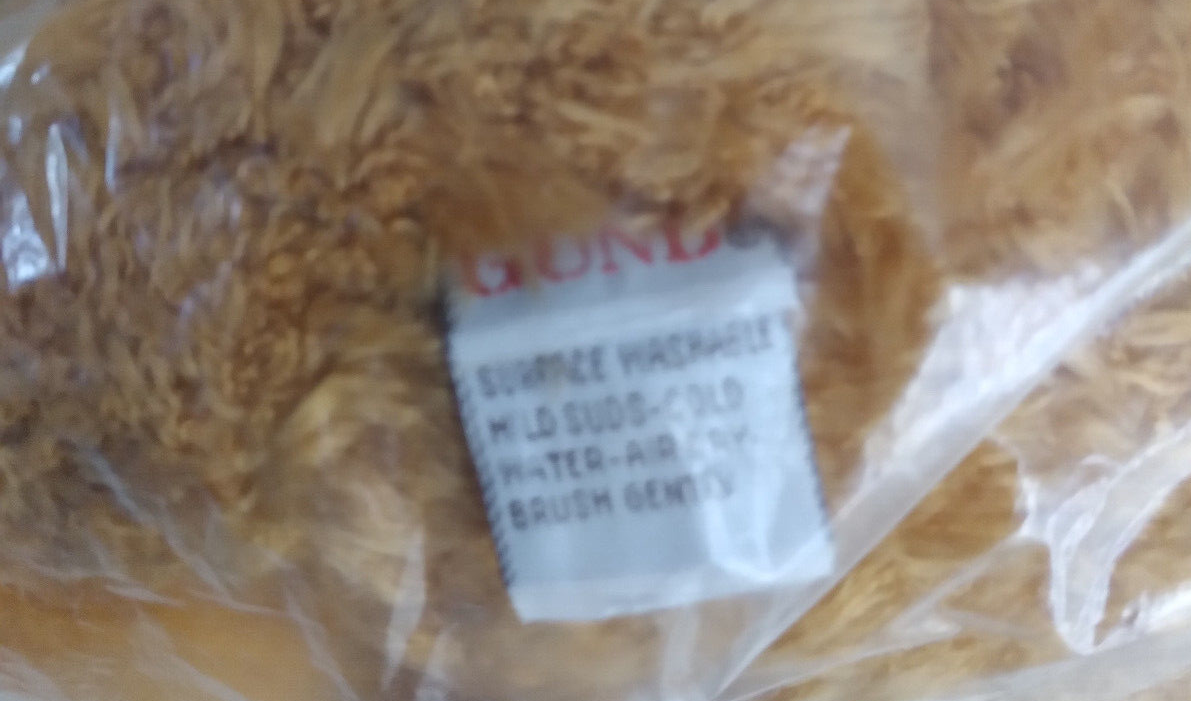 GUND®
SURFACE WASHABLE
MILD SUDS-COLD
WATER-AIR DRY
BRUSH GENTLY